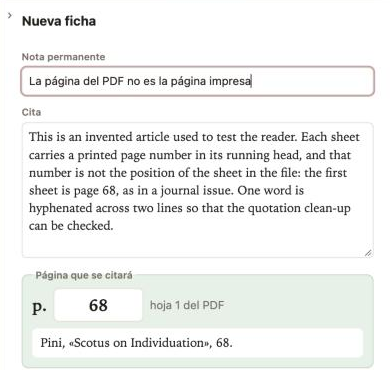 Nueva ficha
Nota permanente
La página del PDF no es la página impresa
Cita
This is an invented article used to test the reader. Each sheet
carries a printed page number in its running head, and that
number is not the position of the sheet in the file: the first
sheet is page 68, as in a journal issue. One word is
hyphenated across two lines so that the quotation clean-up
can be checked.
Página que se citará
p. 68 hoja 1 del PDF
Pini, «Scotus on Individuation», 68.